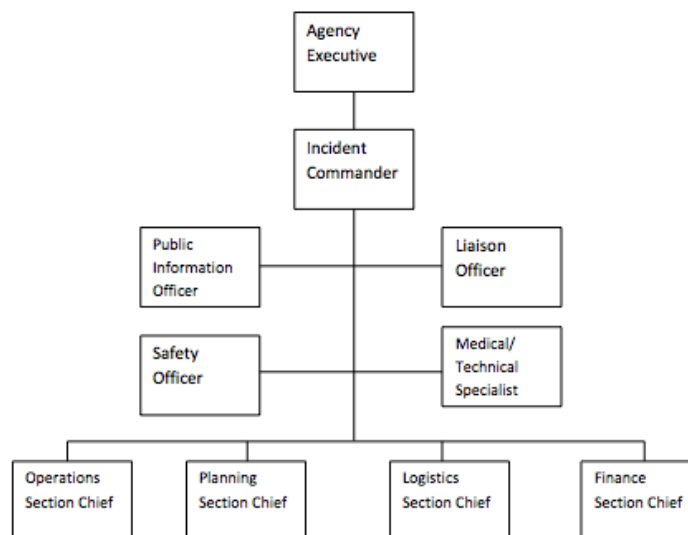 Agency
Executive
Incident
Commander
Public
Information
Officer
Liaison
Officer
Safety
Officer
Medical/
Technical
Specialist
Operations
Section Chief
Planning
Section Chief
Logistics
Section Chief
Finance
Section Chief